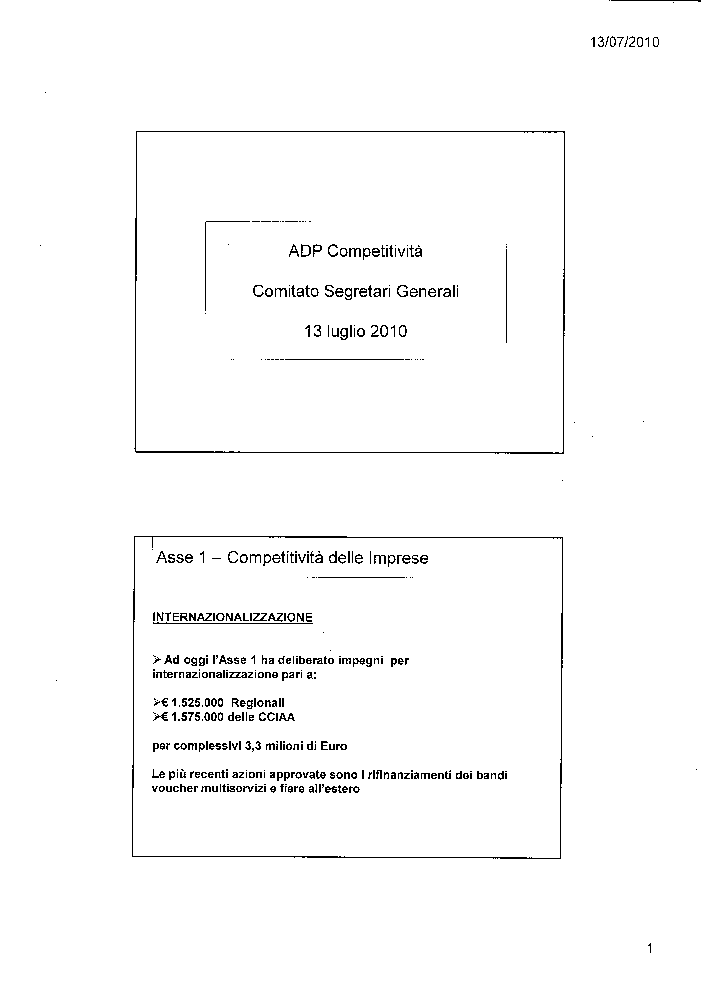 13/07/2010
ADP Competitività
Comitato Segretari Generali
13 luglio 2010
Asse 1 – Competitività delle Imprese
INTERNAZIONALIZZAZIONE
➢ Ad oggi l'Asse 1 ha deliberato impegni per
internazionalizzazione pari a:
➢€ 1.525.000 Regionali
➢€ 1.575.000 delle CCIAA
per complessivi 3,3 milioni di Euro
Le più recenti azioni approvate sono i rifinanziamenti dei bandi
voucher multiservizi e fiere all'estero
1